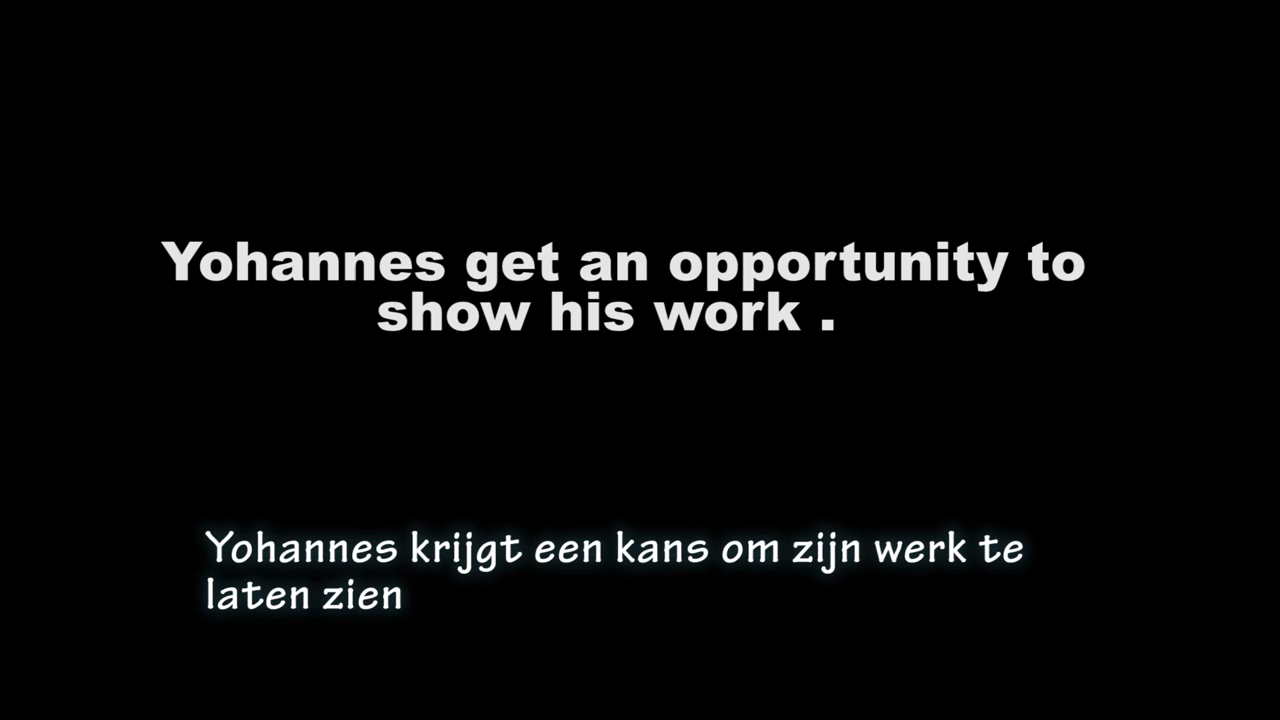 Yohannes get an opportunity to
show his work .
Yohannes krijgt een kans om zijn werk te
laten zien